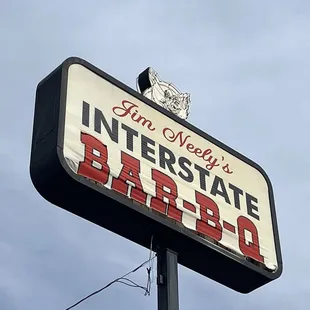 Jim Neely's
INTERSTATE
BAR-B-Q